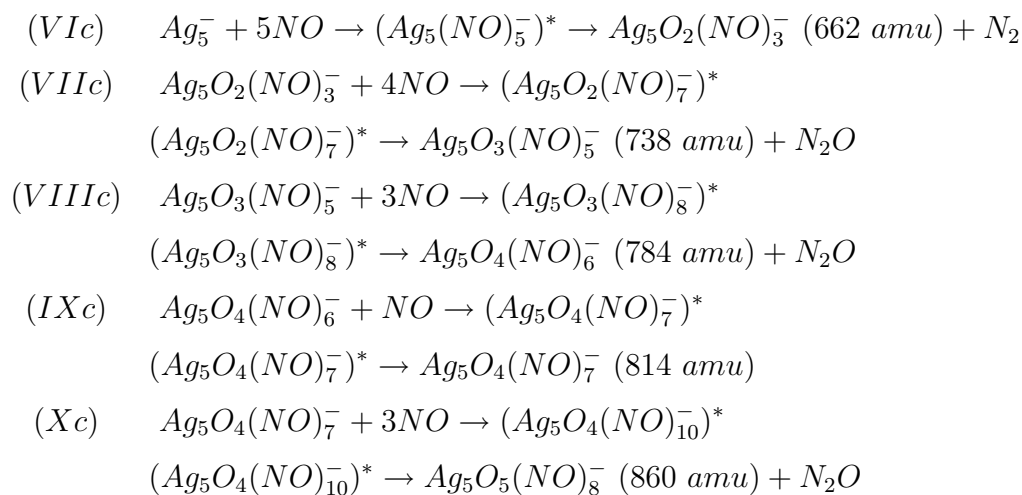 (VIc) Ag₅⁻ + 5NO → (Ag₅(NO)₅⁻)* → Ag₅O₂(NO)₃⁻ (662 amu) + N₂
(VIIc) Ag₅O₂(NO)₃⁻ + 4NO → (Ag₅O₂(NO)₇⁻)*
(Ag₅O₂(NO)₇⁻)* → Ag₅O₃(NO)₅⁻ (738 amu) + N₂O
(VIIIc) Ag₅O₃(NO)₅⁻ + 3NO → (Ag₅O₃(NO)₈⁻)*
(Ag₅O₃(NO)₈⁻)* → Ag₅O₄(NO)₆⁻ (784 amu) + N₂O
(IXc) Ag₅O₄(NO)₆⁻ + NO → (Ag₅O₄(NO)₇⁻)*
(Ag₅O₄(NO)₇⁻)* → Ag₅O₄(NO)₇⁻ (814 amu)
(Xc) Ag₅O₄(NO)₇⁻ + 3NO → (Ag₅O₄(NO)₁₀⁻)*
(Ag₅O₄(NO)₁₀⁻)* → Ag₅O₅(NO)₈⁻ (860 amu) + N₂O